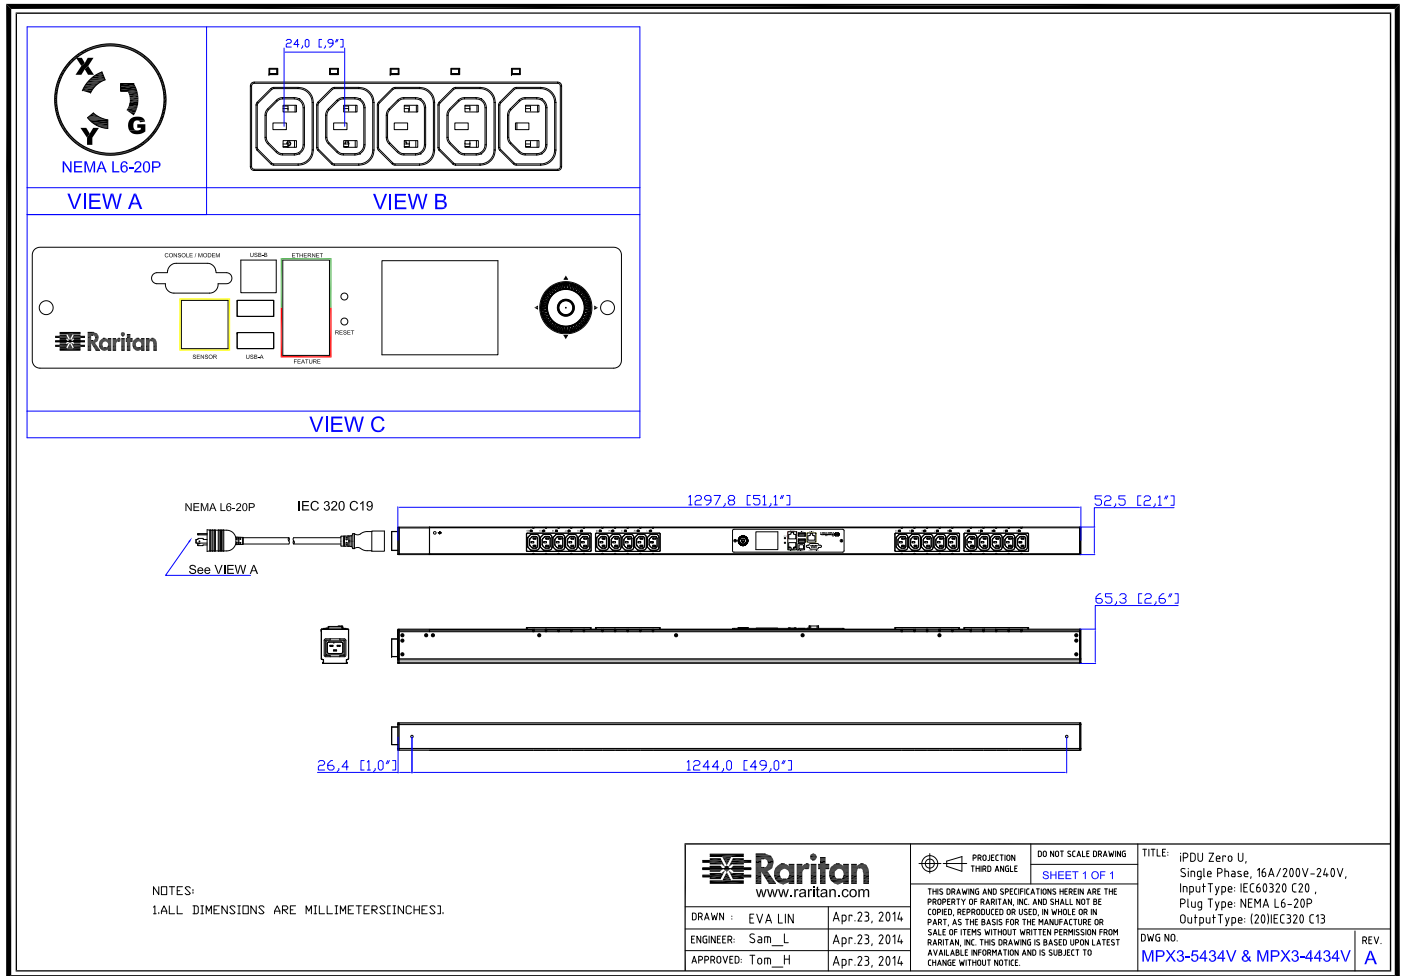 X
Y
G
NEMA L6-20P
VIEW A
24,0 [,9"]
VIEW B
CONSOLE / MODEM
USB-B
ETHERNET
RESET
Raritan
SENSOR
USB-A
FEATURE
VIEW C
NEMA L6-20P
IEC 320 C19
See VIEW A
1297,8 [51,1"]
52,5 [2,1"]
Raritan
65,3 [2,6"]
26,4 [1,0"]
1244,0 [49,0"]
NOTES:
1.ALL DIMENSIONS ARE MILLIMETERS[INCHES].
Raritan
www.raritan.com
DRAWN : EVA LIN Apr.23, 2014
ENGINEER: Sam__L Apr.23, 2014
APPROVED: Tom__H Apr.23, 2014
PROJECTION
THIRD ANGLE
DO NOT SCALE DRAWING
SHEET 1 OF 1
THIS DRAWING AND SPECIFICATIONS HEREIN ARE THE
PROPERTY OF RARITAN, INC. AND SHALL NOT BE
COPIED, REPRODUCED OR USED, IN WHOLE OR IN
PART, AS THE BASIS FOR THE MANUFACTURE OR
SALE OF ITEMS WITHOUT WRITTEN PERMISSION FROM
RARITAN, INC. THIS DRAWING IS BASED UPON LATEST
AVAILABLE INFORMATION AND IS SUBJECT TO
CHANGE WITHOUT NOTICE.
TITLE: iPDU Zero U,
Single Phase, 16A/200V-240V,
InputType: IEC60320 C20 ,
Plug Type: NEMA L6-20P
OutputType: (20)IEC320 C13
DWG NO.
MPX3-5434V & MPX3-4434V
REV.
A